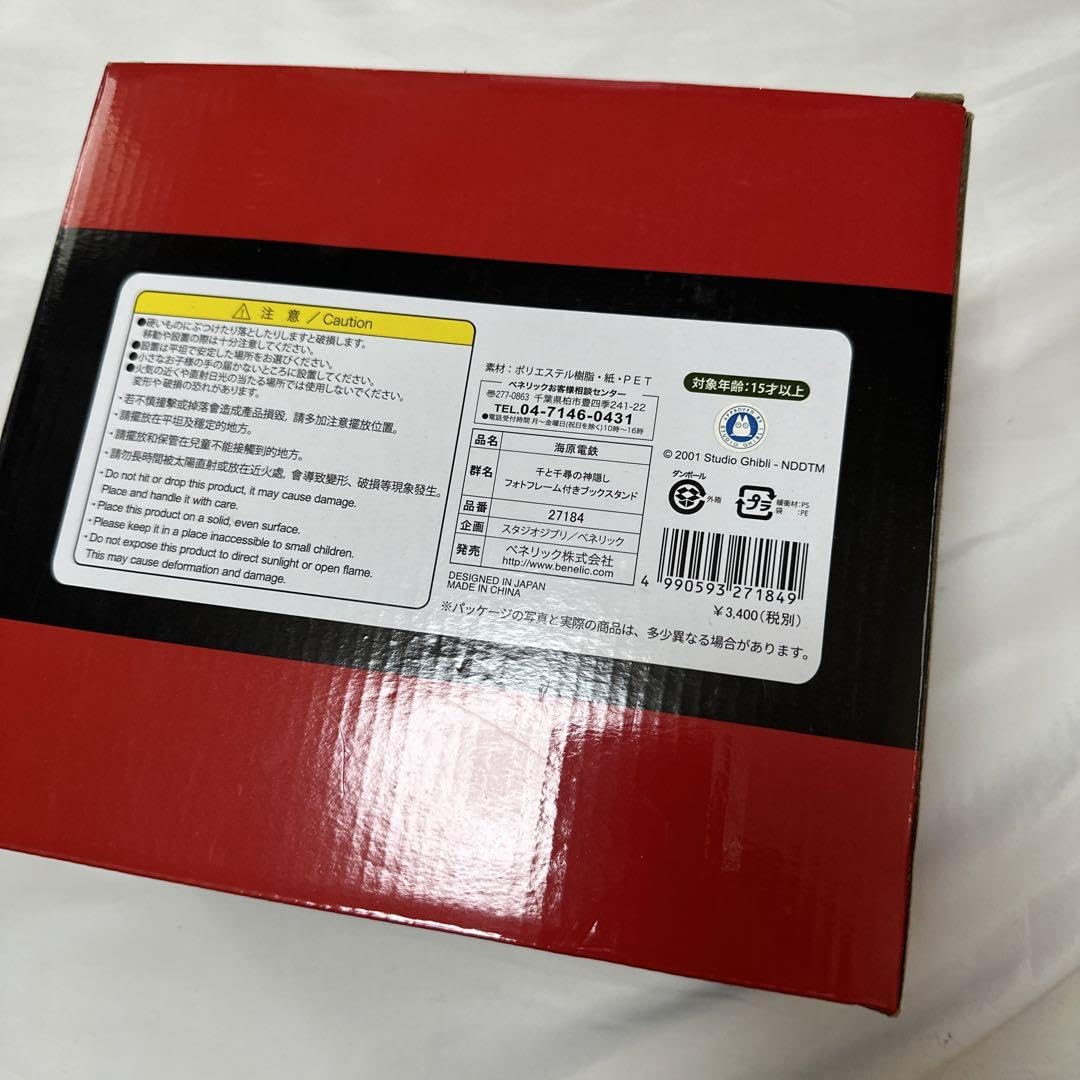 ⚠ 注 意 / Caution
●硬いものにぶつけたり落としたりしますと破損します。
移動や設置の際は十分注意してください。
●設置は平坦で安定した場所をお選びください。
●小さなお子様の手の届かないところに設置してください。
●火気の近くや直射日光の当たる場所では使用しないでください。
変形や破損の恐れがあります。
・若不慎撞擊或掉落會造成產品損毀, 請多加注意擺放位置。
・請擺放在平坦及穩定的地方。
・請擺放和保管在兒童不能接觸到的地方。
・請勿長時間被太陽直射或放在近火處, 會導致變形、破損等現象發生。
・Do not hit or drop this product, it may cause damage.
Place and handle it with care.
・Place this product on a solid, even surface.
・Please keep it in a place inaccessible to small children.
・Do not expose this product to direct sunlight or open flame.
This may cause deformation and damage.
素材：ポリエステル樹脂・紙・PET
ベネリックお客様相談センター
〠277-0863 千葉県柏市豊四季241-22
TEL.04-7146-0431
●電話受付時間 月～金曜日(祝日を除く)10時～16時
品名 海原電鉄
群名 千と千尋の神隠し
フォトフレーム付きブックスタンド
品番 27184
企画 スタジオジブリ／ベネリック
発売 ベネリック株式会社
http://www.benelic.com
DESIGNED IN JAPAN
MADE IN CHINA
対象年齢：15才以上
APPROVED BY
STUDIO GHIBLI
© 2001 Studio Ghibli - NDDTM
ダンボール
外箱
プラ
緩衝材：PS
袋：PE
4 990593 271849
￥3,400（税別）
※パッケージの写真と実際の商品は、多少異なる場合があります。